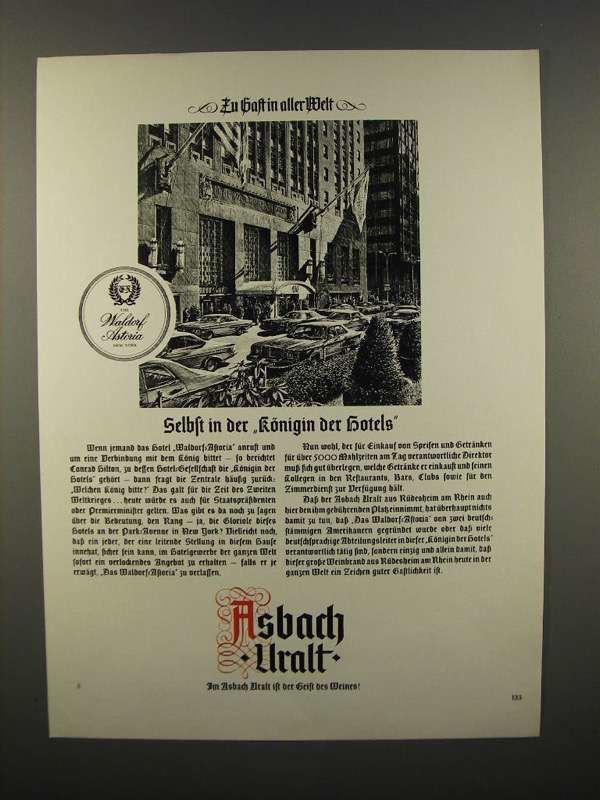 Zu Gast in aller Welt
THE
Waldorf
Astoria
NEW YORK
Selbst in der „Königin der Hotels"
Wenn jemand das Hotel „Waldorf-Astoria" anruft und
um eine Verbindung mit dem König bittet – so berichtet
Conrad Hilton, zu dessen Hotel-Gesellschaft die „Königin der
Hotels" gehört – dann fragt die Zentrale häufig zurück:
„Welchen König bitte?" Das galt für die Zeit des Zweiten
Weltkrieges ... heute würde es auch für Staatspräsidenten
oder Premierminister gelten. Was gibt es da noch zu sagen
über die Bedeutung, den Rang – ja, die Gloriole dieses
Hotels an der Park-Avenue in New York? Vielleicht noch,
daß ein jeder, der eine leitende Stellung in diesem Hause
innehat, sicher sein kann, im Hotelgewerbe der ganzen Welt
sofort ein verlockendes Angebot zu erhalten – falls er je
erwägt, „Das Waldorf-Astoria" zu verlassen.
Nun wohl, der für Einkauf von Speisen und Getränken
für über 5000 Mahlzeiten am Tag verantwortliche Direktor
muß sich gut überlegen, welche Getränke er einkauft und seinen
Collegen in den Restaurants, Bars, Clubs sowie für den
Zimmerdienst zur Verfügung hält.
Daß der Asbach Uralt aus Rüdesheim am Rhein auch
hier den ihm gebührenden Platz einnimmt, hat überhaupt nichts
damit zu tun, daß „Das Waldorf-Astoria" von zwei deutsch-
stämmigen Amerikanern gegründet wurde oder daß viele
deutschsprachige Abteilungsleiter in dieser „Königin der Hotels"
verantwortlich tätig sind, sondern einzig und allein damit, daß
dieser große Weinbrand aus Rüdesheim am Rhein heute in der
ganzen Welt ein Zeichen guter Gastlichkeit ist.
Asbach
·Uralt·
Im Asbach Uralt ist der Geist des Weines!
133